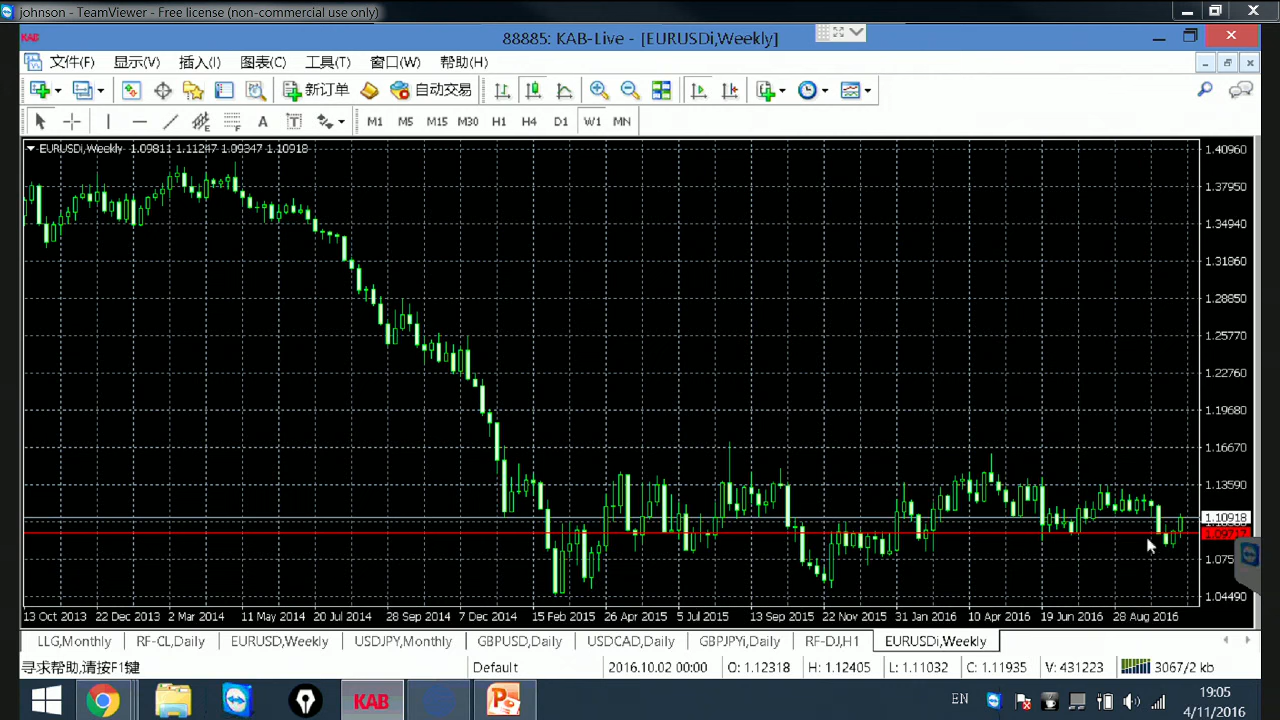 johnson - TeamViewer - Free license (non-commercial use only)
KAB
88885: KAB-Live - [EURUSDi,Weekly]
文件(F) 显示(V) 插入(I) 图表(C) 工具(T) 窗口(W) 帮助(H)
新订单 自动交易
A T M1 M5 M15 M30 H1 H4 D1 W1 MN
EURUSDi,Weekly 1.09811 1.11247 1.09347 1.10918
1.40960
1.37950
1.34940
1.31860
1.28850
1.25770
1.22760
1.19680
1.16670
1.13590
1.10918
1.04490
13 Oct 2013 22 Dec 2013 2 Mar 2014 11 May 2014 20 Jul 2014 28 Sep 2014 7 Dec 2014 15 Feb 2015 26 Apr 2015 5 Jul 2015 13 Sep 2015 22 Nov 2015 31 Jan 2016 10 Apr 2016 19 Jun 2016 28 Aug 2016
LLG,Monthly RF-CL,Daily EURUSD,Weekly USDJPY,Monthly GBPUSD,Daily USDCAD,Daily GBPJPYi,Daily RF-DJ,H1 EURUSDi,Weekly
寻求帮助,请按F1键 Default 2016.10.02 00:00 O: 1.12318 H: 1.12405 L: 1.11032 C: 1.11935 V: 431223 3067/2 kb
KAB EN 19:05
4/11/2016